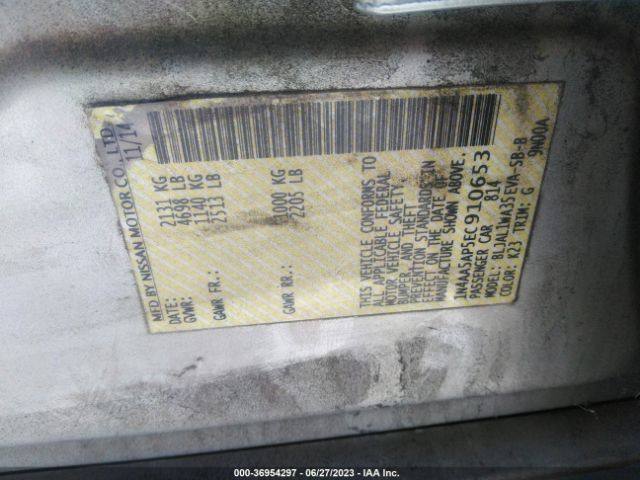 MFD BY NISSAN MOTOR CO., LTD.
11/14
GVWR: 2131 KG
4698 LB
GAWR FR.: 1140 KG
2513 LB
GAWR RR.: 1000 KG
2205 LB
THIS VEHICLE CONFORMS TO
ALL APPLICABLE FEDERAL
MOTOR VEHICLE SAFETY,
BUMPER, AND THEFT
PREVENTION STANDARDS IN
EFFECT ON THE DATE OF
MANUFACTURE SHOWN ABOVE.
1N4AA5AP5EC910653
PASSENGER CAR 814
MODEL: BLJAL1WA35EVA-SB-B
COLOR: K23 TRIM: G 9N00A
000-36954297 - 06/27/2023 - IAA Inc.